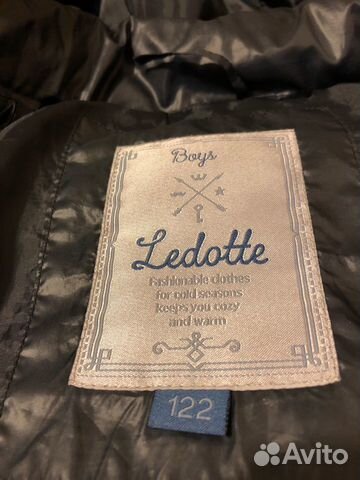 Boys
Ledotte
Fashionable clothes
for cold seasons
keeps you cozy
and warm
122
Avito